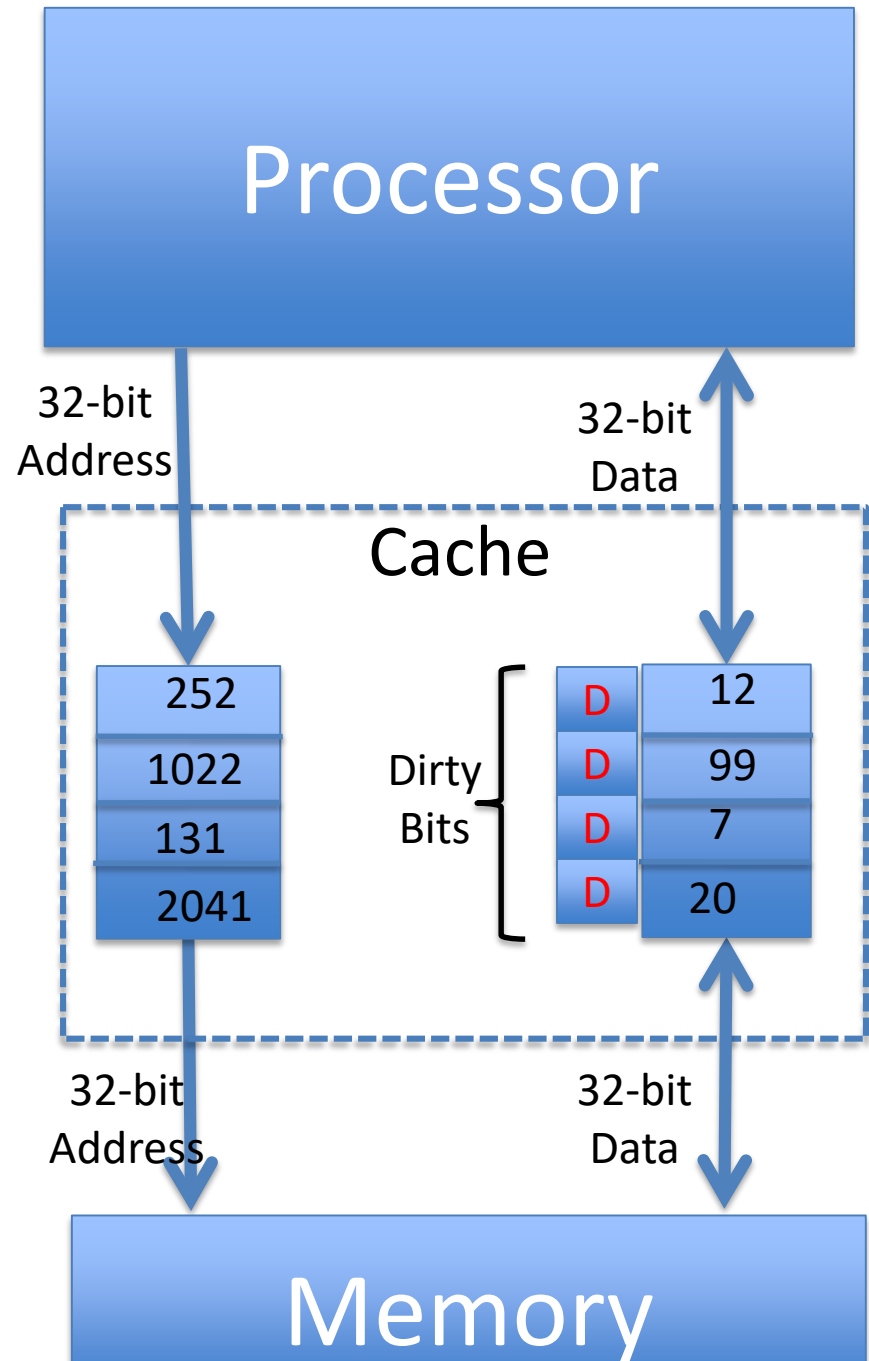 Processor
32-bit
Address
32-bit
Data
Cache
252
1022
131
2041
Dirty
Bits
D
D
D
D
12
99
7
20
32-bit
Address
32-bit
Data
Memory